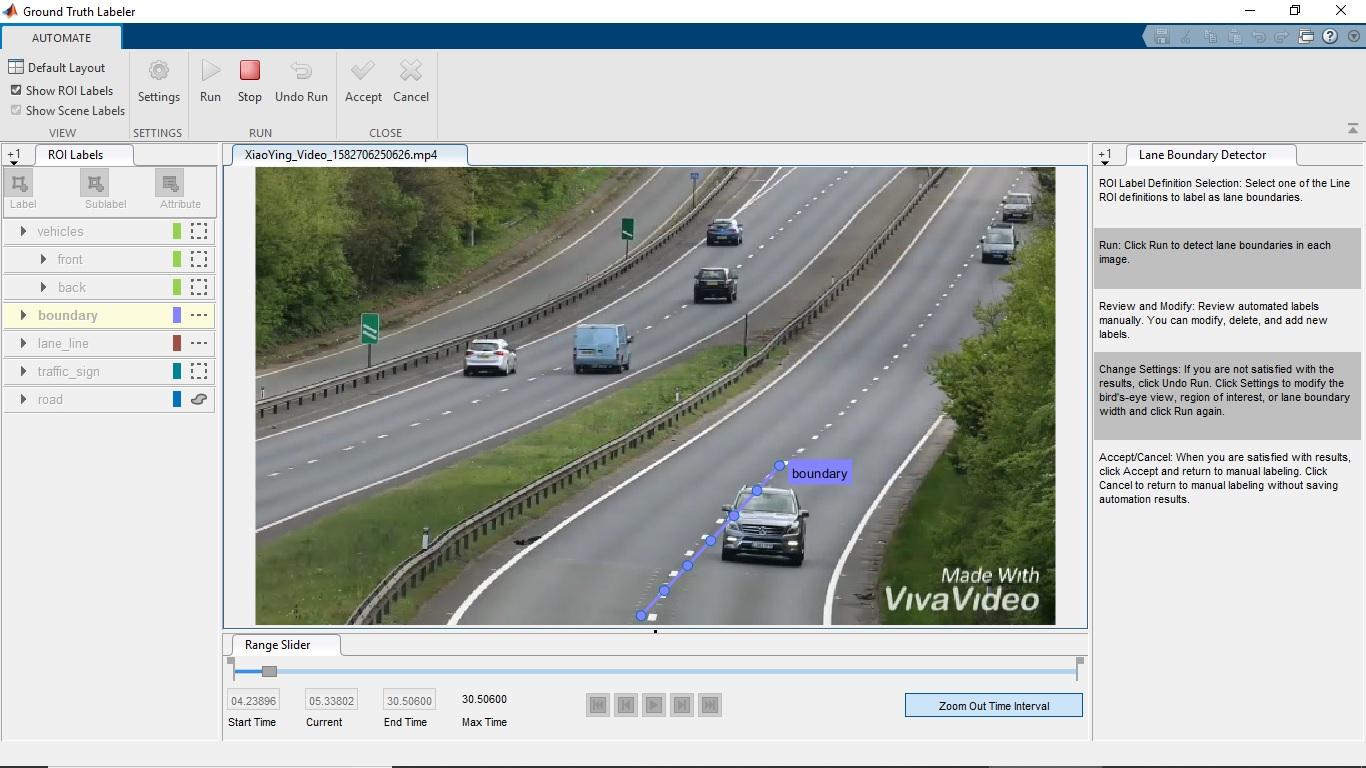 Ground Truth Labeler
AUTOMATE
Default Layout
Show ROI Labels
Show Scene Labels
VIEW
Settings
SETTINGS
Run
Stop
Undo Run
RUN
Accept
Cancel
CLOSE
+1
ROI Labels
Label
Sublabel
Attribute
vehicles
front
back
boundary
lane_line
traffic_sign
road
XiaoYing_Video_1582706250626.mp4
boundary
Made With
VivaVideo
Range Slider
04.23896
05.33802
30.50600
30.50600
Start Time
Current
End Time
Max Time
Zoom Out Time Interval
+1
Lane Boundary Detector
ROI Label Definition Selection: Select one of the Line
ROI definitions to label as lane boundaries.
Run: Click Run to detect lane boundaries in each
image.
Review and Modify: Review automated labels
manually. You can modify, delete, and add new
labels.
Change Settings: If you are not satisfied with the
results, click Undo Run. Click Settings to modify the
bird's-eye view, region of interest, or lane boundary
width and click Run again.
Accept/Cancel: When you are satisfied with results,
click Accept and return to manual labeling. Click
Cancel to return to manual labeling without saving
automation results.